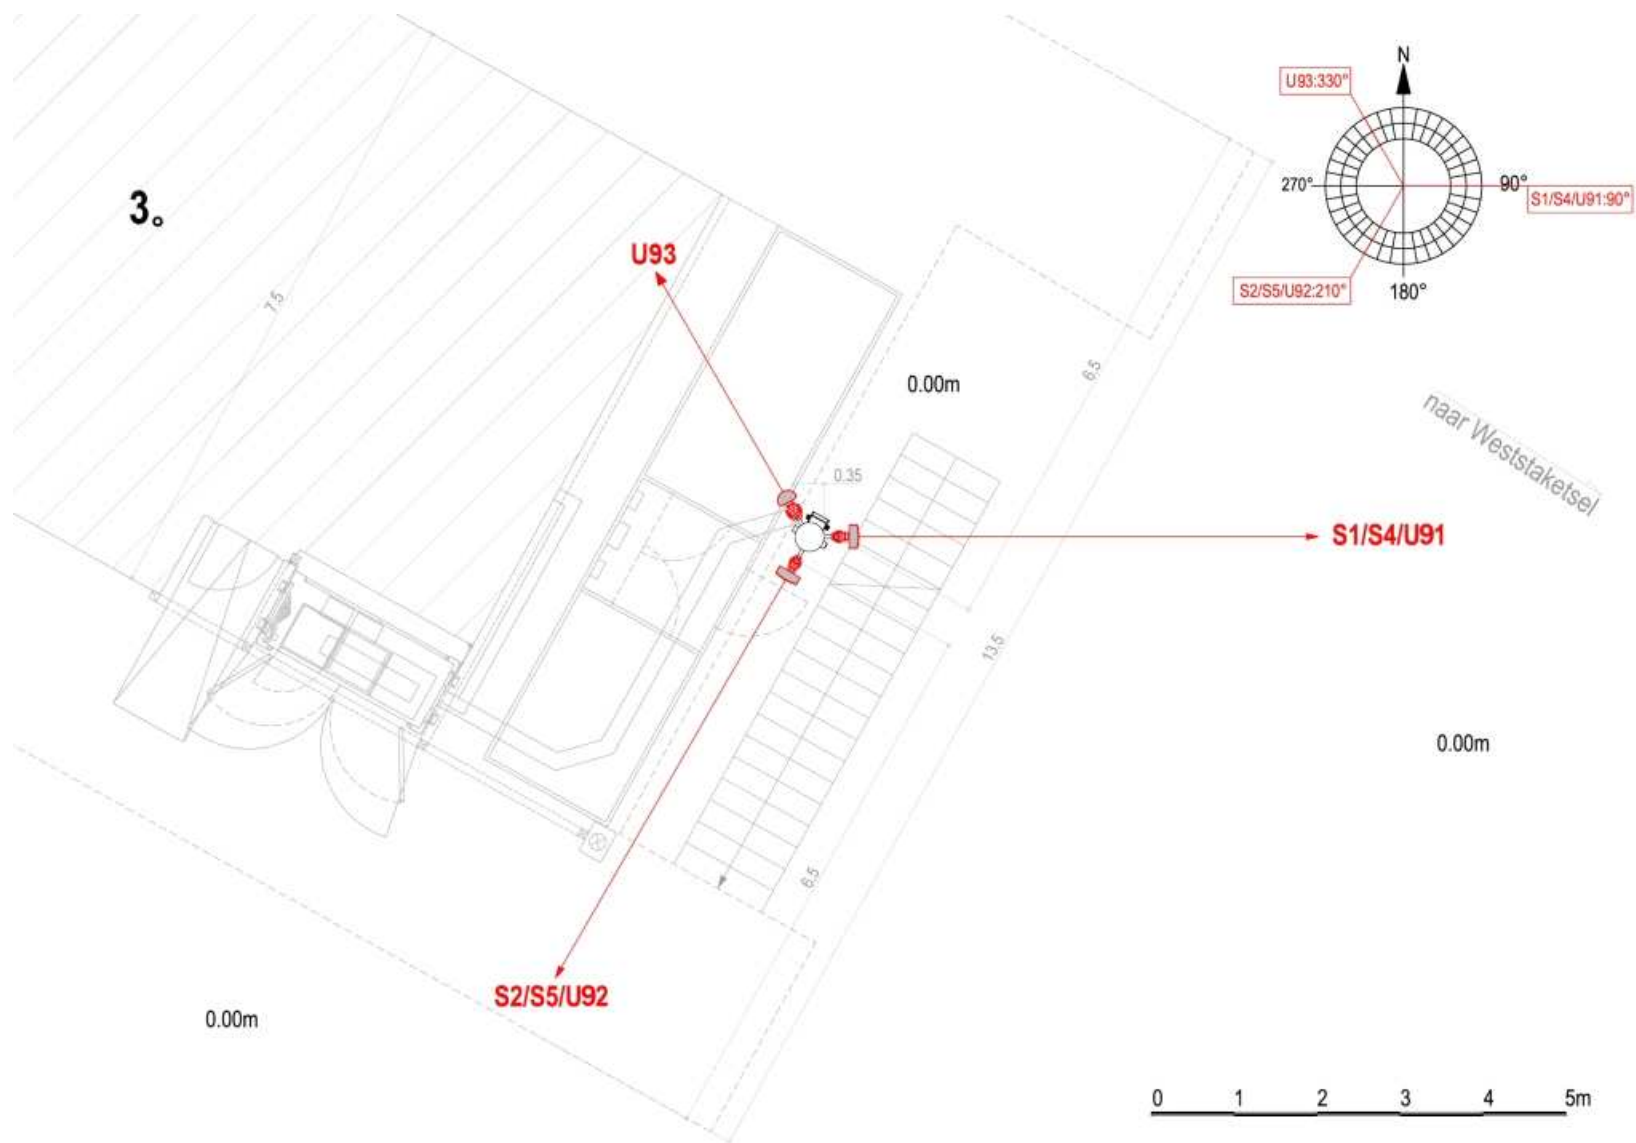 N
U93:330°
270°
90°
S1/S4/U91:90°
S2/S5/U92:210°
180°
3.
U93
7.5
6.5
0.00m
naar Weststaketsel
0.35
S1/S4/U91
13.5
0.00m
6.5
S2/S5/U92
0.00m
0 1 2 3 4 5m